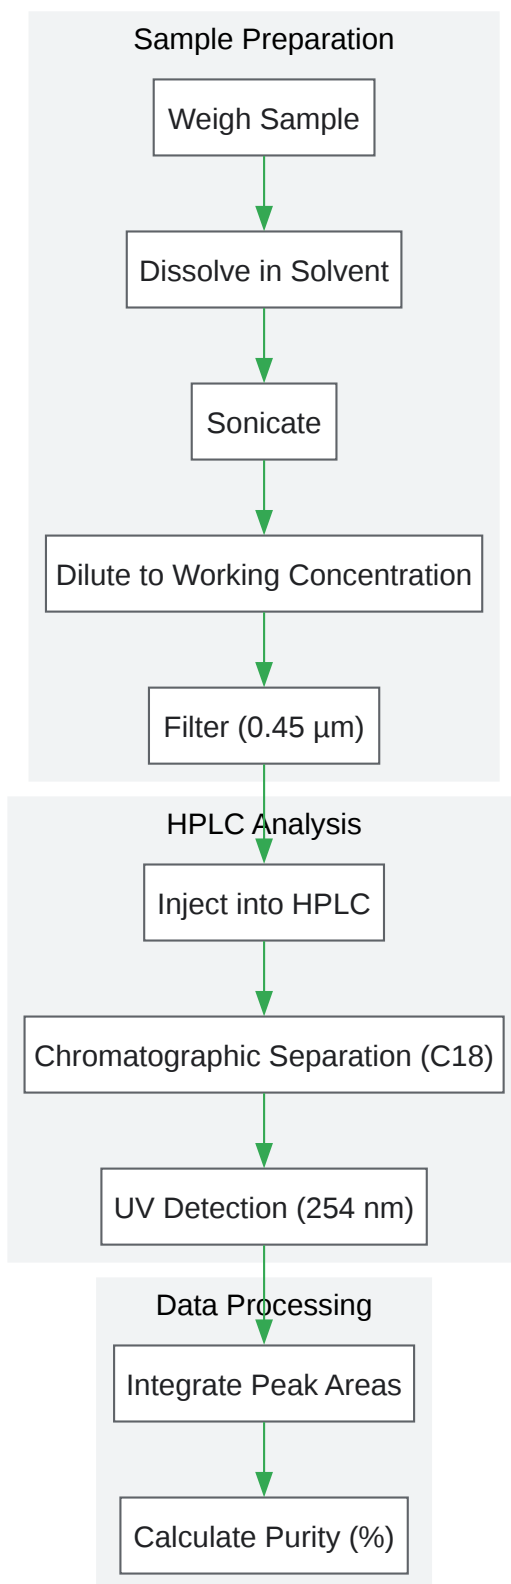 Sample Preparation
Weigh Sample
Dissolve in Solvent
Sonicate
Dilute to Working Concentration
Filter (0.45 µm)
HPLC Analysis
Inject into HPLC
Chromatographic Separation (C18)
UV Detection (254 nm)
Data Processing
Integrate Peak Areas
Calculate Purity (%)